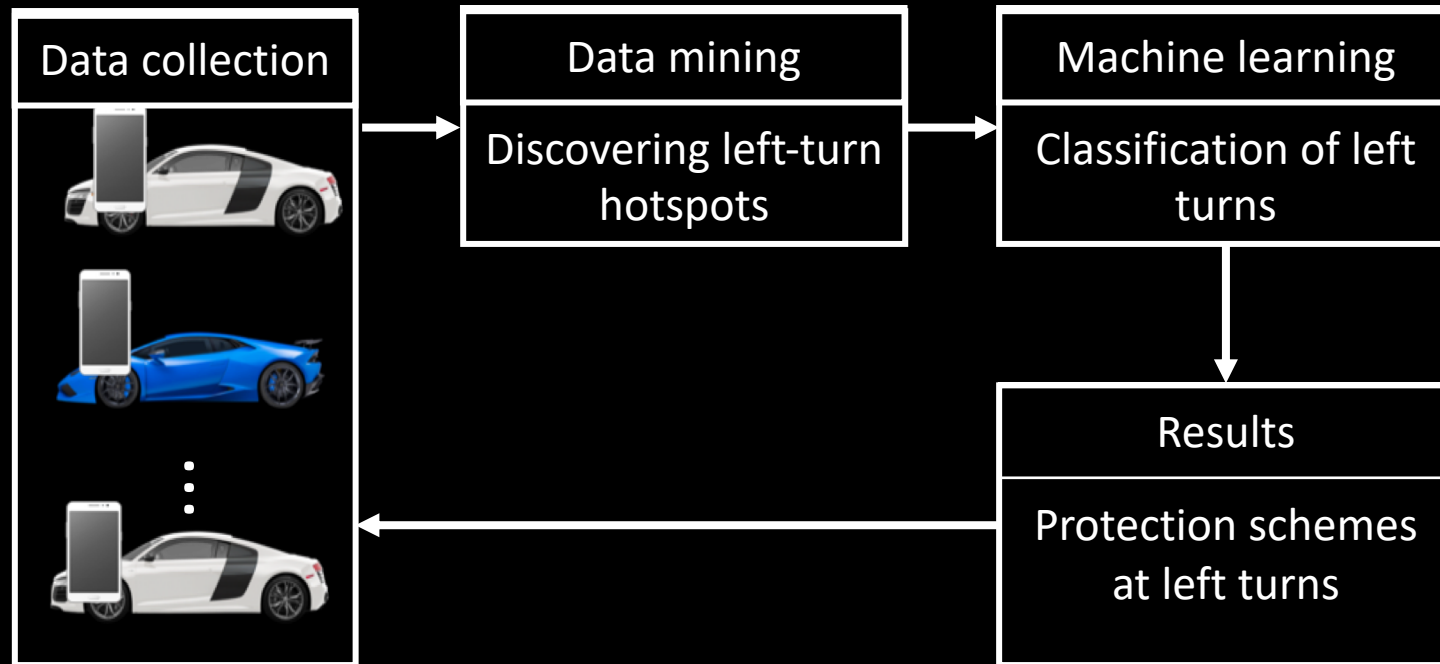 Data collection
Data mining
Discovering left-turn
hotspots
Machine learning
Classification of left
turns
Results
Protection schemes
at left turns